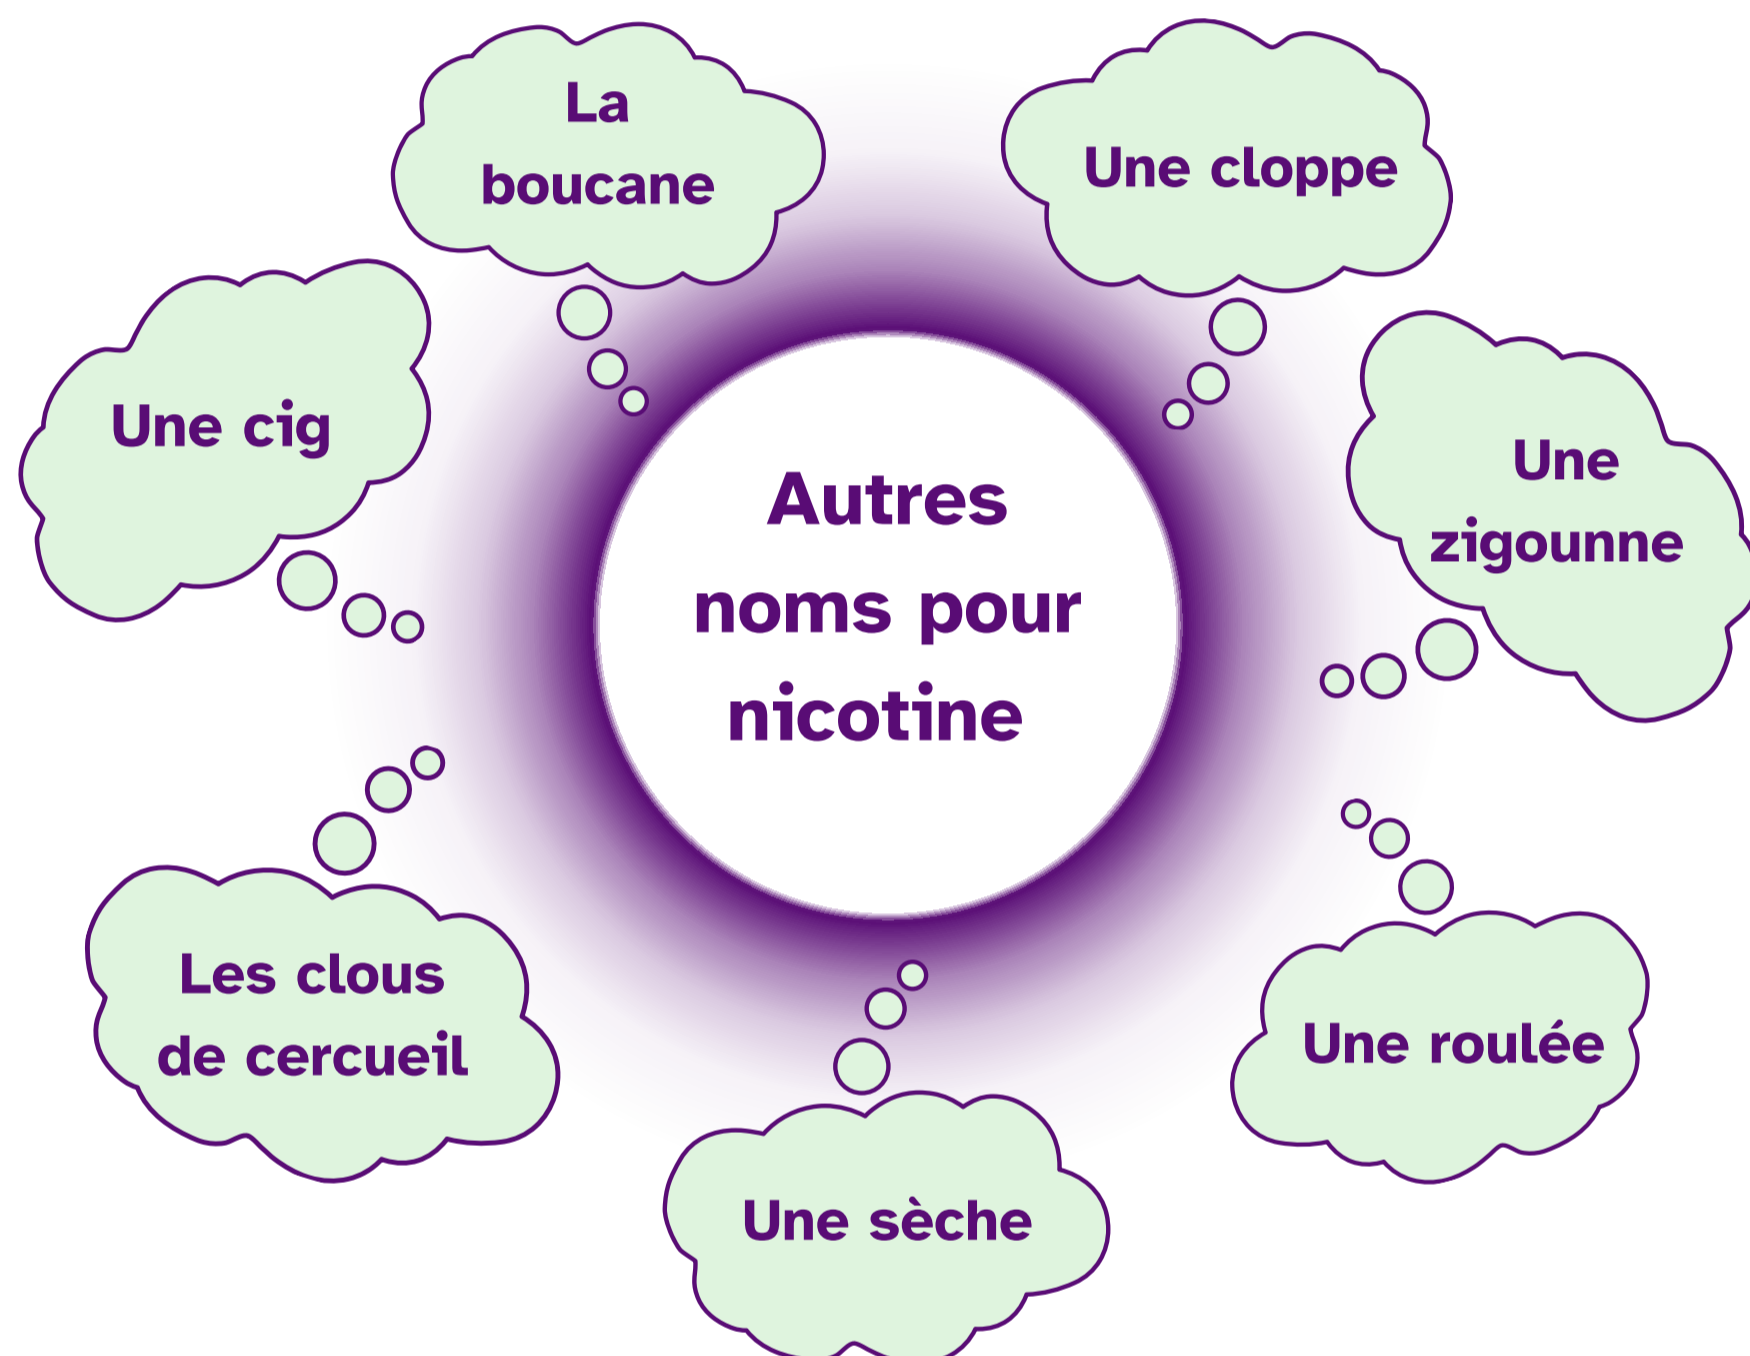 La
boucane
Une cloppe
Une cig
Une
zigounne
Autres
noms pour
nicotine
Les clous
de cercueil
Une roulée
Une sèche